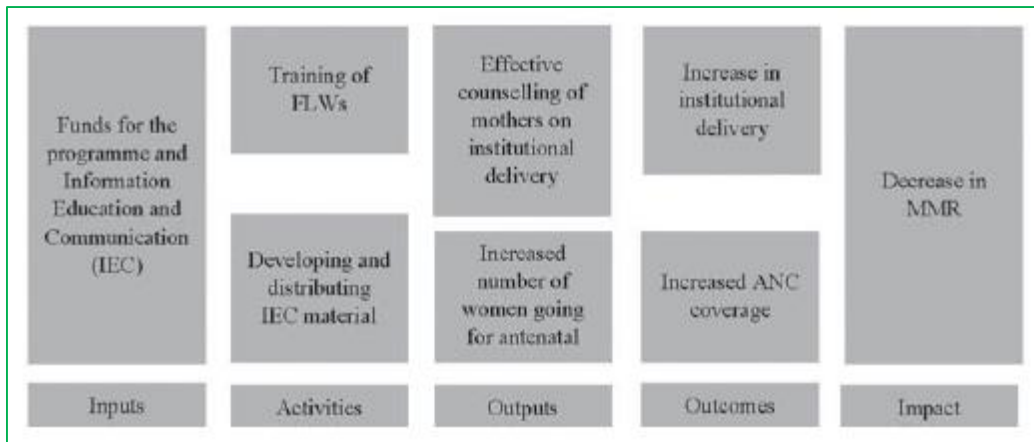 Funds for the
programme and
Information
Education and
Communication
(IEC)
Training of
FLWs
Developing and
distributing
IEC material
Effective
counselling of
mothers on
institutional
delivery
Increased
number of
women going
for antenatal
Increase in
institutional
delivery
Increased ANC
coverage
Decrease in
MMR
Inputs
Activities
Outputs
Outcomes
Impact